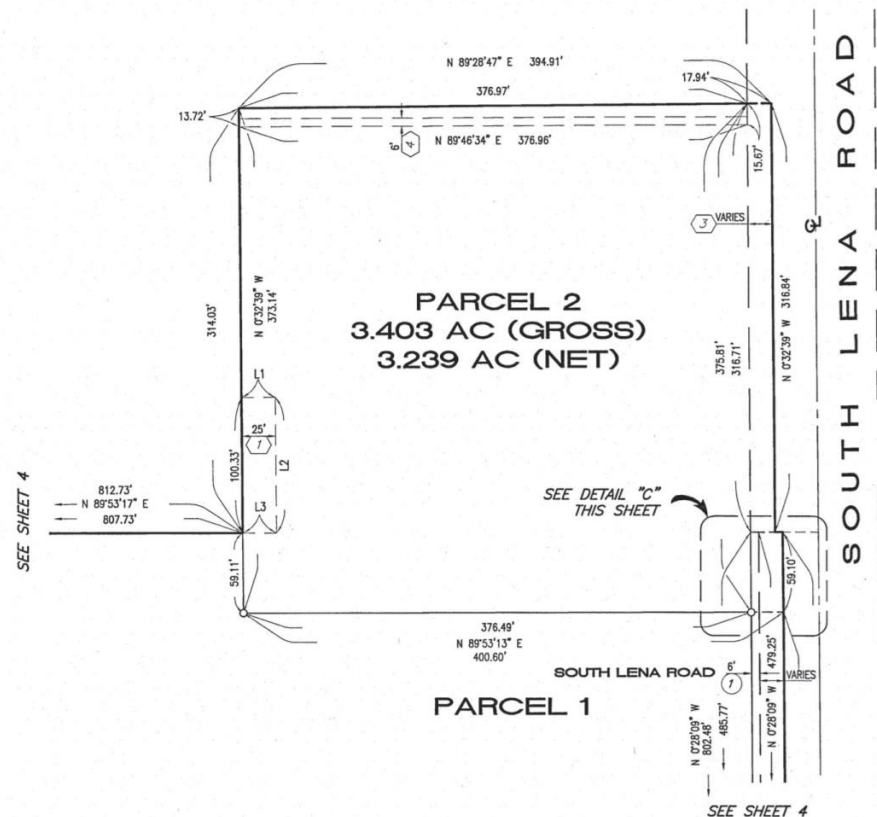 N 89°28'47" E 394.91'
17.94'
376.97'
13.72'
6'
4
N 89°46'34" E 376.96'
15.67'
3
VARIES
℄
SOUTH LENA ROAD
PARCEL 2
3.403 AC (GROSS)
3.239 AC (NET)
314.03'
N 0°32'39" W
373.14'
375.81'
316.71'
N 0°32'39" W 316.84'
L1
25'
1
L2
100.33'
L3
SEE SHEET 4
812.73'
N 89°53'17" E
807.73'
SEE DETAIL "C"
THIS SHEET
59.11'
59.10'
376.49'
N 89°53'13" E
400.60'
SOUTH LENA ROAD
6'
1
479.25'
VARIES
PARCEL 1
N 0°28'09" W
802.48'
485.77'
N 0°28'09" W
SEE SHEET 4